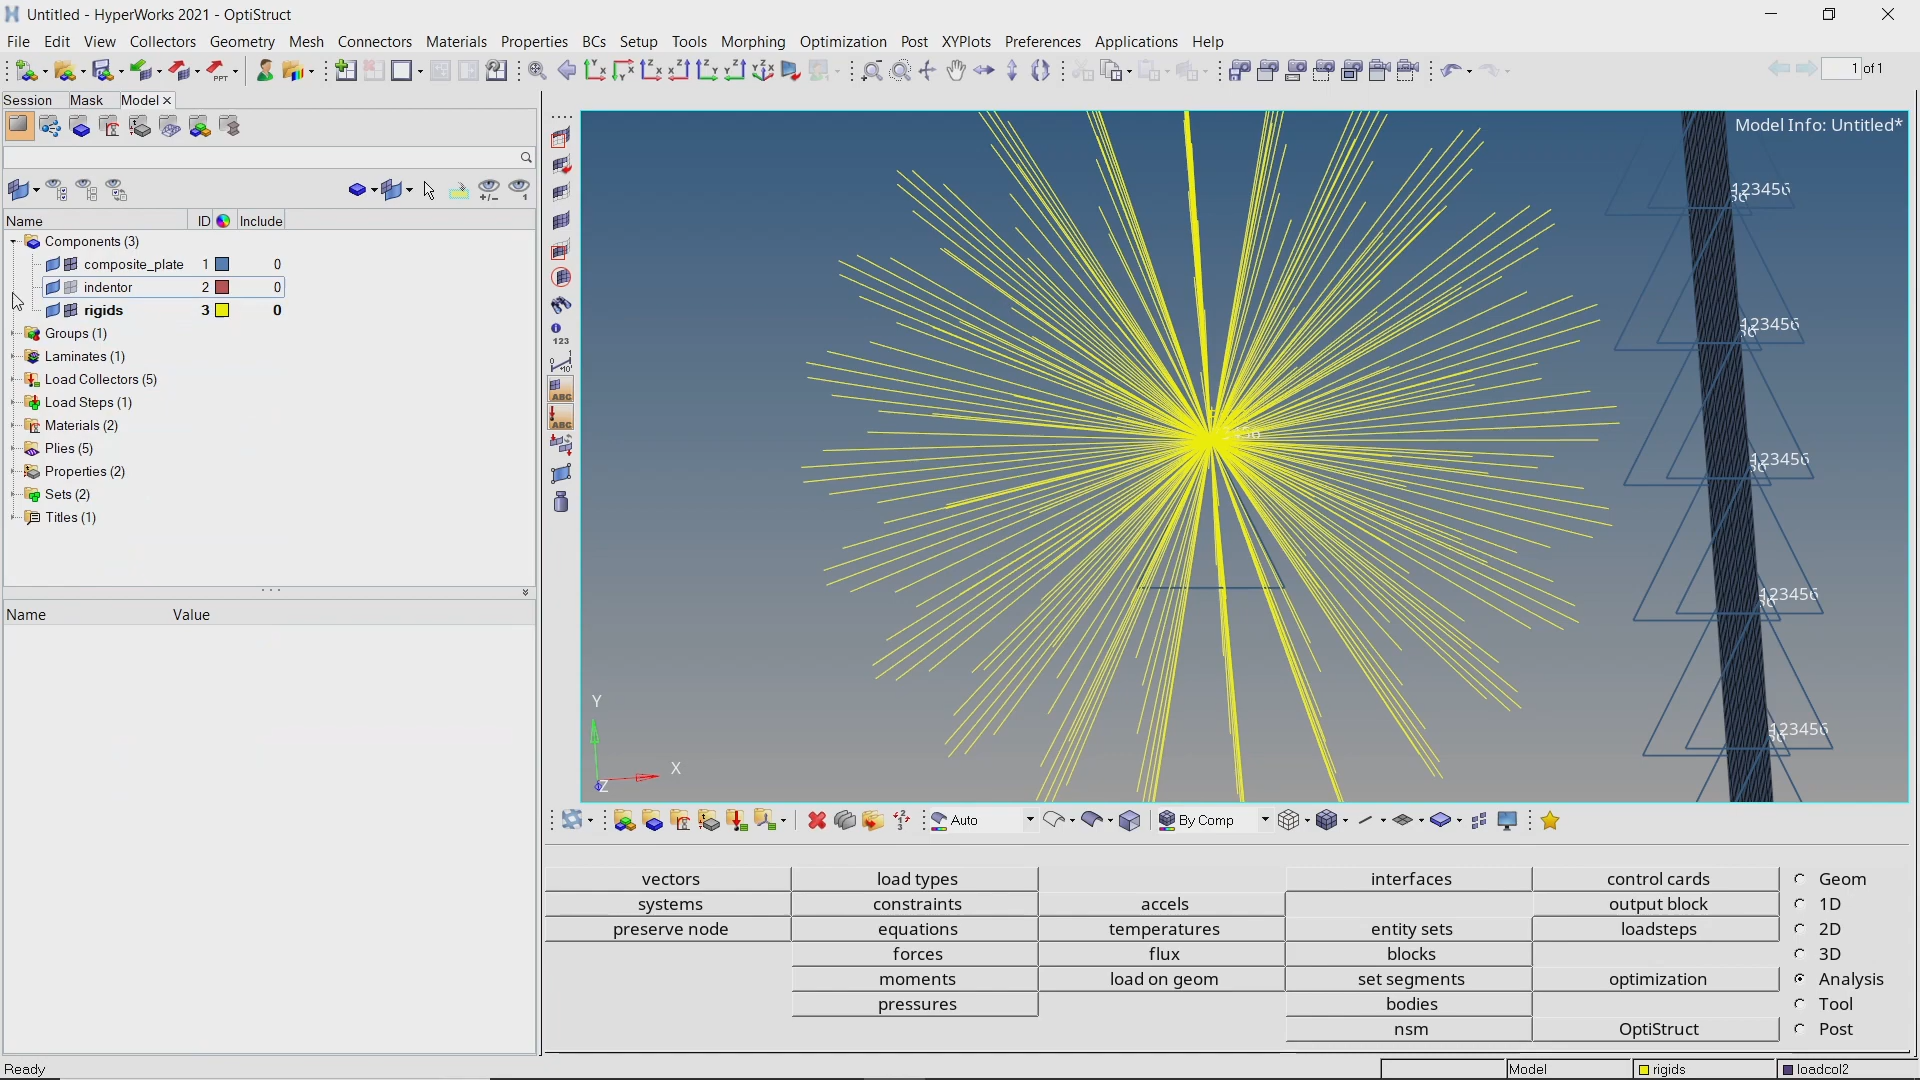 Untitled - HyperWorks 2021 - OptiStruct
File Edit View Collectors Geometry Mesh Connectors Materials Properties BCs Setup Tools Morphing Optimization Post XYPlots Preferences Applications Help
1 of 1
Session Mask Model
Model Info: Untitled*
Name ID Include
Components (3)
composite_plate 1 0
indentor 2 0
rigids 3 0
Groups (1)
Laminates (1)
Load Collectors (5)
Load Steps (1)
Materials (2)
Plies (5)
Properties (2)
Sets (2)
Titles (1)
Name Value
123
ABC
ABC
123456
123456
123456
123456
123456
Y
X
Z
Auto
By Comp
vectors load types interfaces control cards Geom
systems constraints accels output block 1D
preserve node equations temperatures entity sets loadsteps 2D
forces flux blocks 3D
moments load on geom set segments optimization Analysis
pressures bodies Tool
nsm OptiStruct Post
Ready Model rigids loadcol2